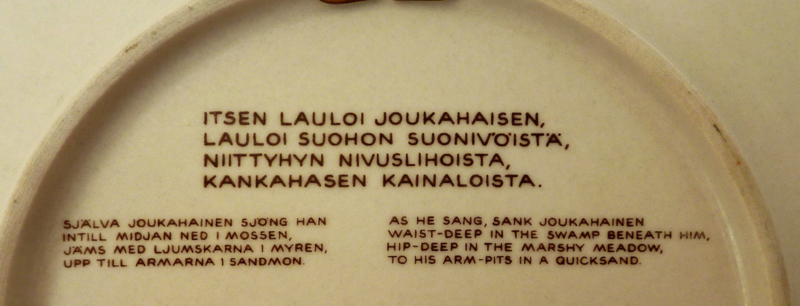 ITSEN LAULOI JOUKAHAISEN,
LAULOI SUOHON SUONIVÖISTÄ,
NIITTYHYN NIVUSLIHOISTA,
KANKAHASEN KAINALOISTA.
SJÄLVA JOUKAHAINEN SJÖNG HAN
INTILL MIDJAN NED I MOSSEN,
JÄMS MED LJUMSKARNA I MYREN,
UPP TILL ARMARNA I SANDMON.
AS HE SANG, SANK JOUKAHAINEN
WAIST-DEEP IN THE SWAMP BENEATH HIM,
HIP-DEEP IN THE MARSHY MEADOW,
TO HIS ARM-PITS IN A QUICKSAND.